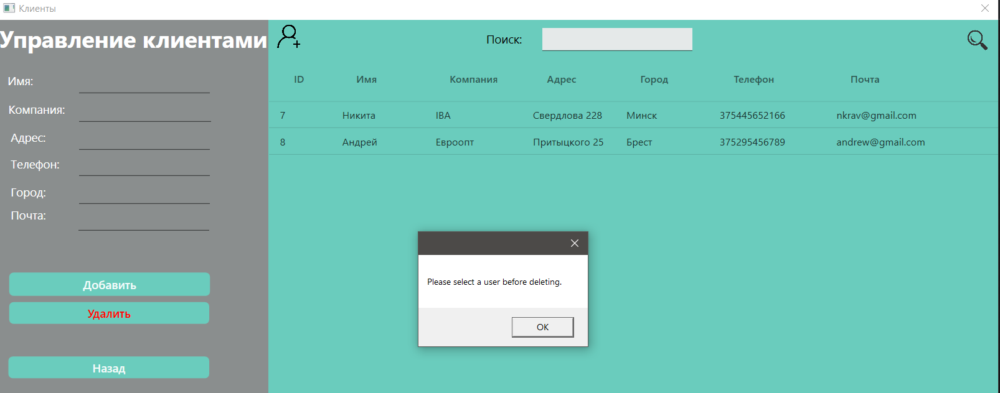 Клиенты
Управление клиентами
Поиск:
Имя:
Компания:
Адрес:
Телефон:
Город:
Почта:
Добавить
Удалить
Назад
ID Имя Компания Адрес Город Телефон Почта
7 Никита IBA Свердлова 228 Минск 375445652166 nkrav@gmail.com
8 Андрей Евроопт Притыцкого 25 Брест 375295456789 andrew@gmail.com
Please select a user before deleting.
OK